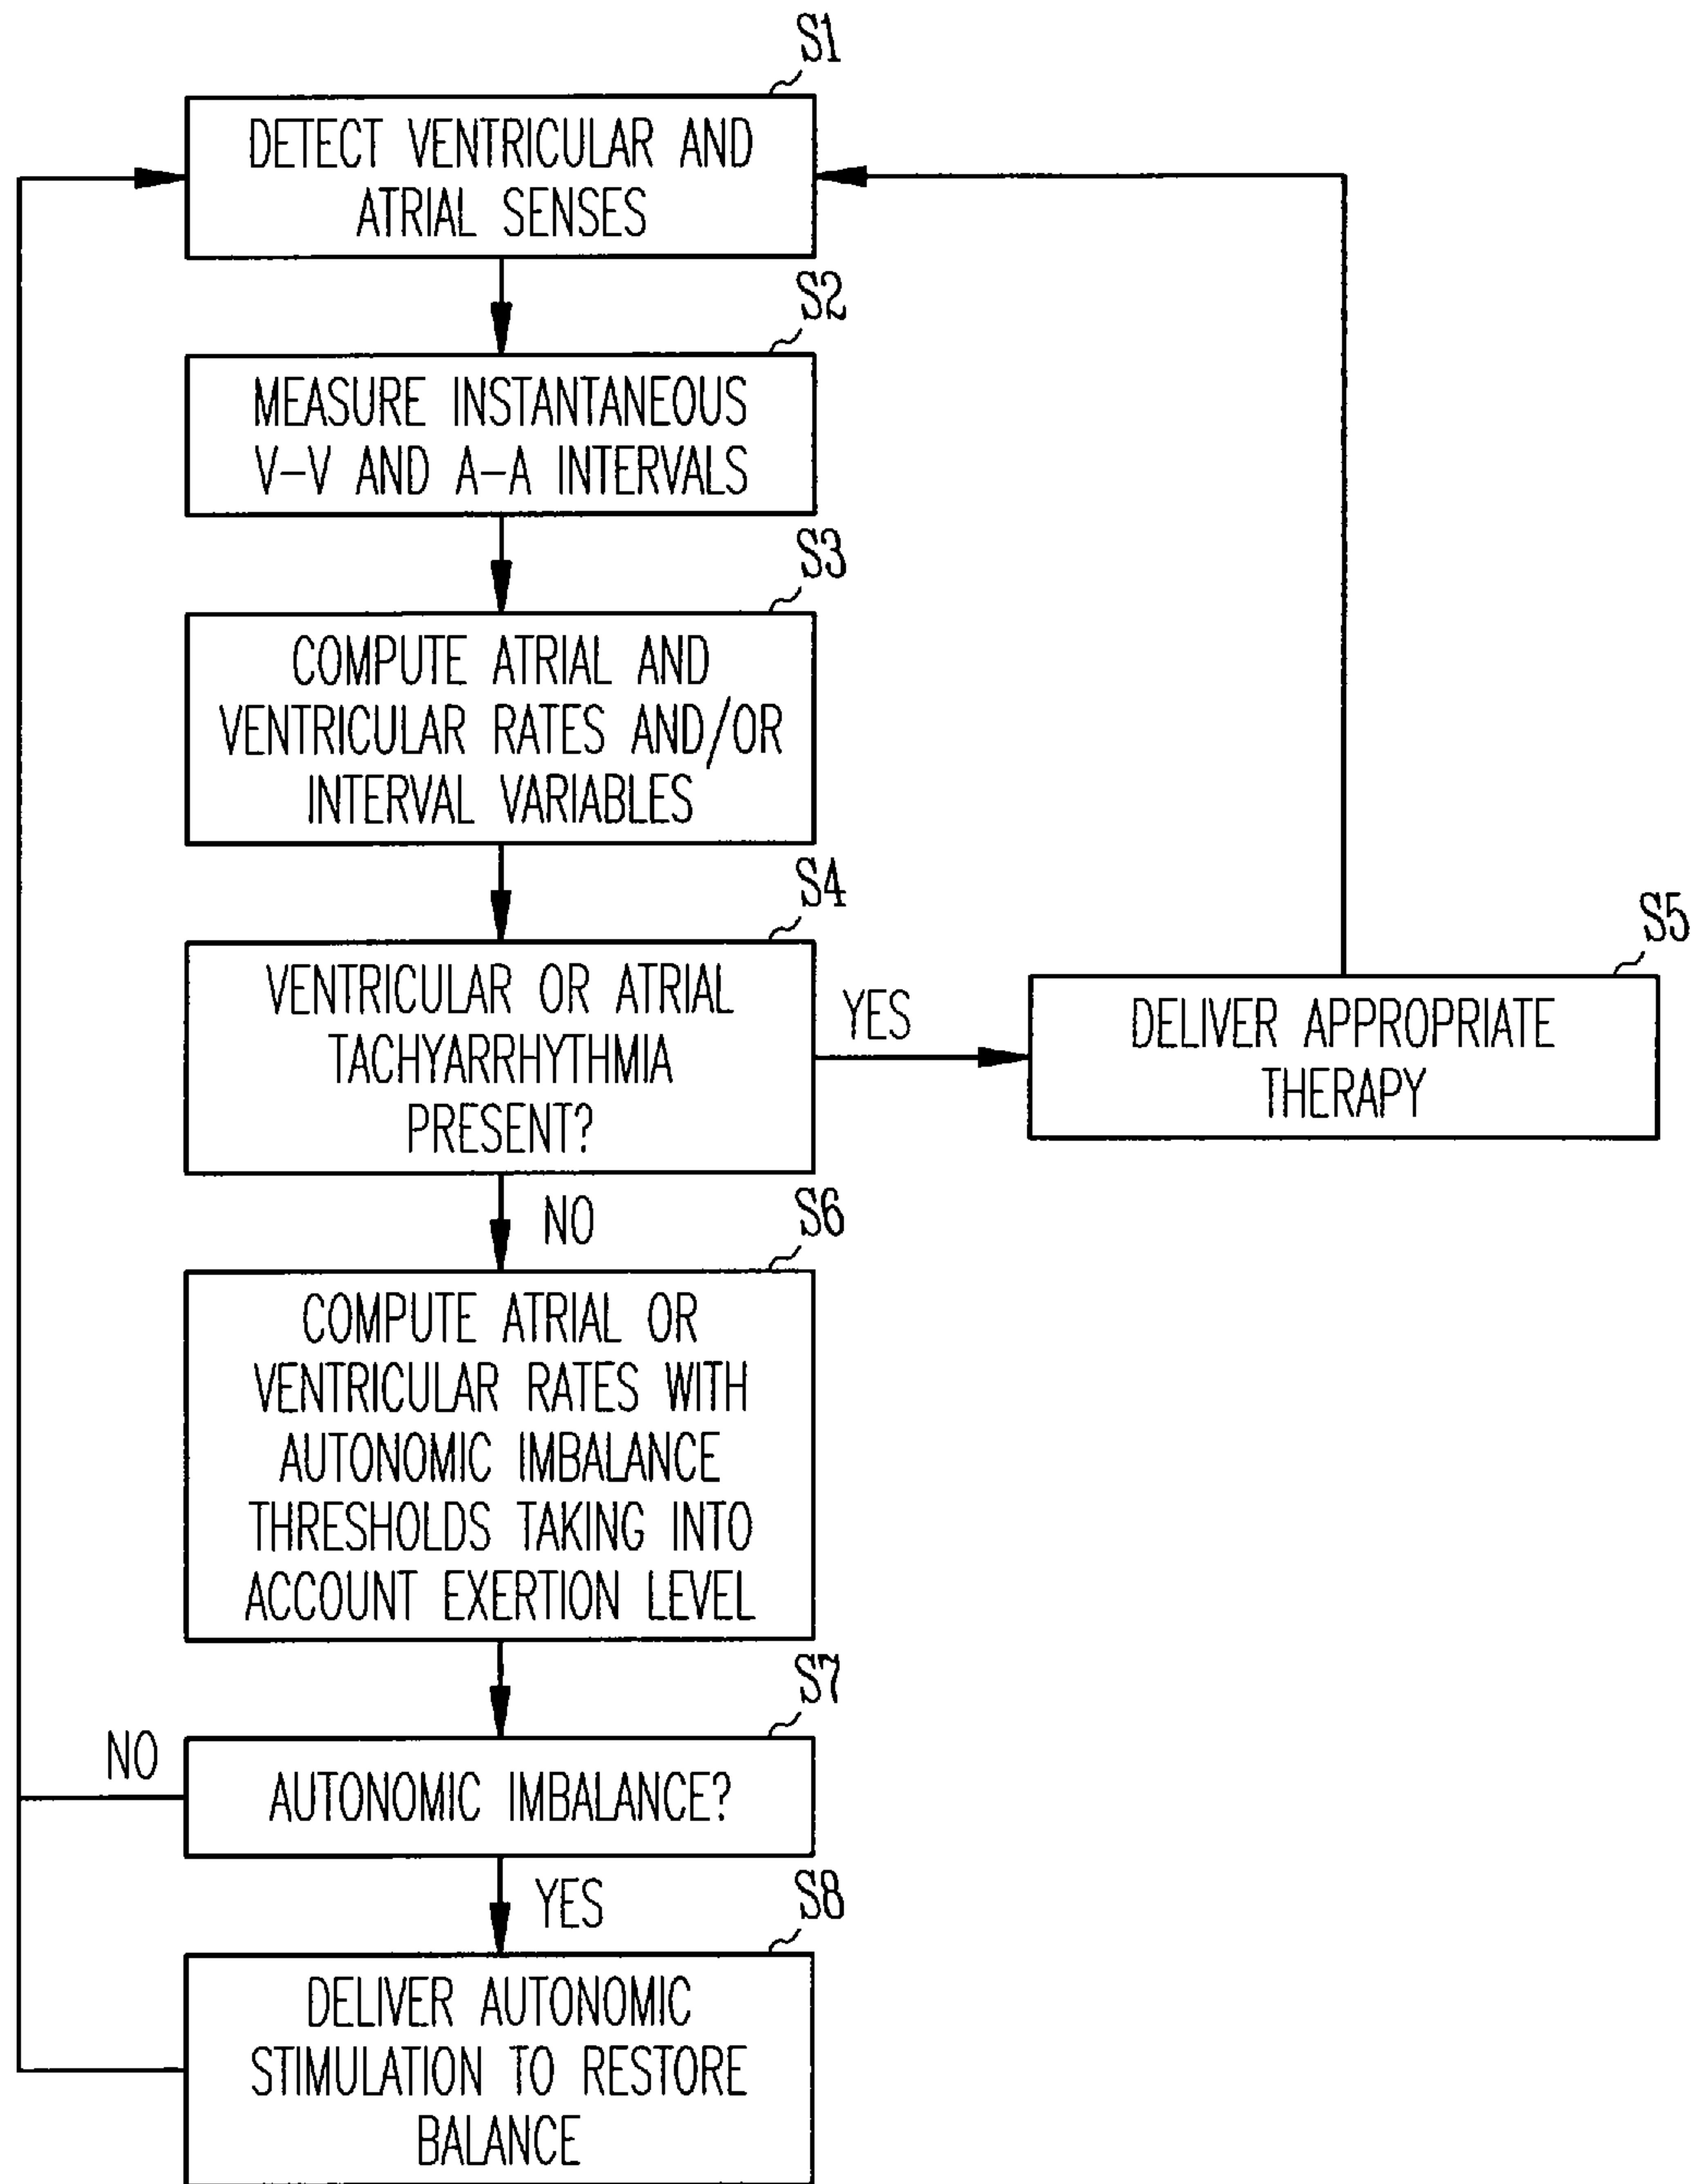 S1
DETECT VENTRICULAR AND
ATRIAL SENSES
S2
MEASURE INSTANTANEOUS
V-V AND A-A INTERVALS
S3
COMPUTE ATRIAL AND
VENTRICULAR RATES AND/OR
INTERVAL VARIABLES
S4
VENTRICULAR OR ATRIAL
TACHYARRHYTHMIA
PRESENT?
YES
S5
DELIVER APPROPRIATE
THERAPY
NO
S6
COMPUTE ATRIAL OR
VENTRICULAR RATES WITH
AUTONOMIC IMBALANCE
THRESHOLDS TAKING INTO
ACCOUNT EXERTION LEVEL
S7
NO
AUTONOMIC IMBALANCE?
YES
S8
DELIVER AUTONOMIC
STIMULATION TO RESTORE
BALANCE